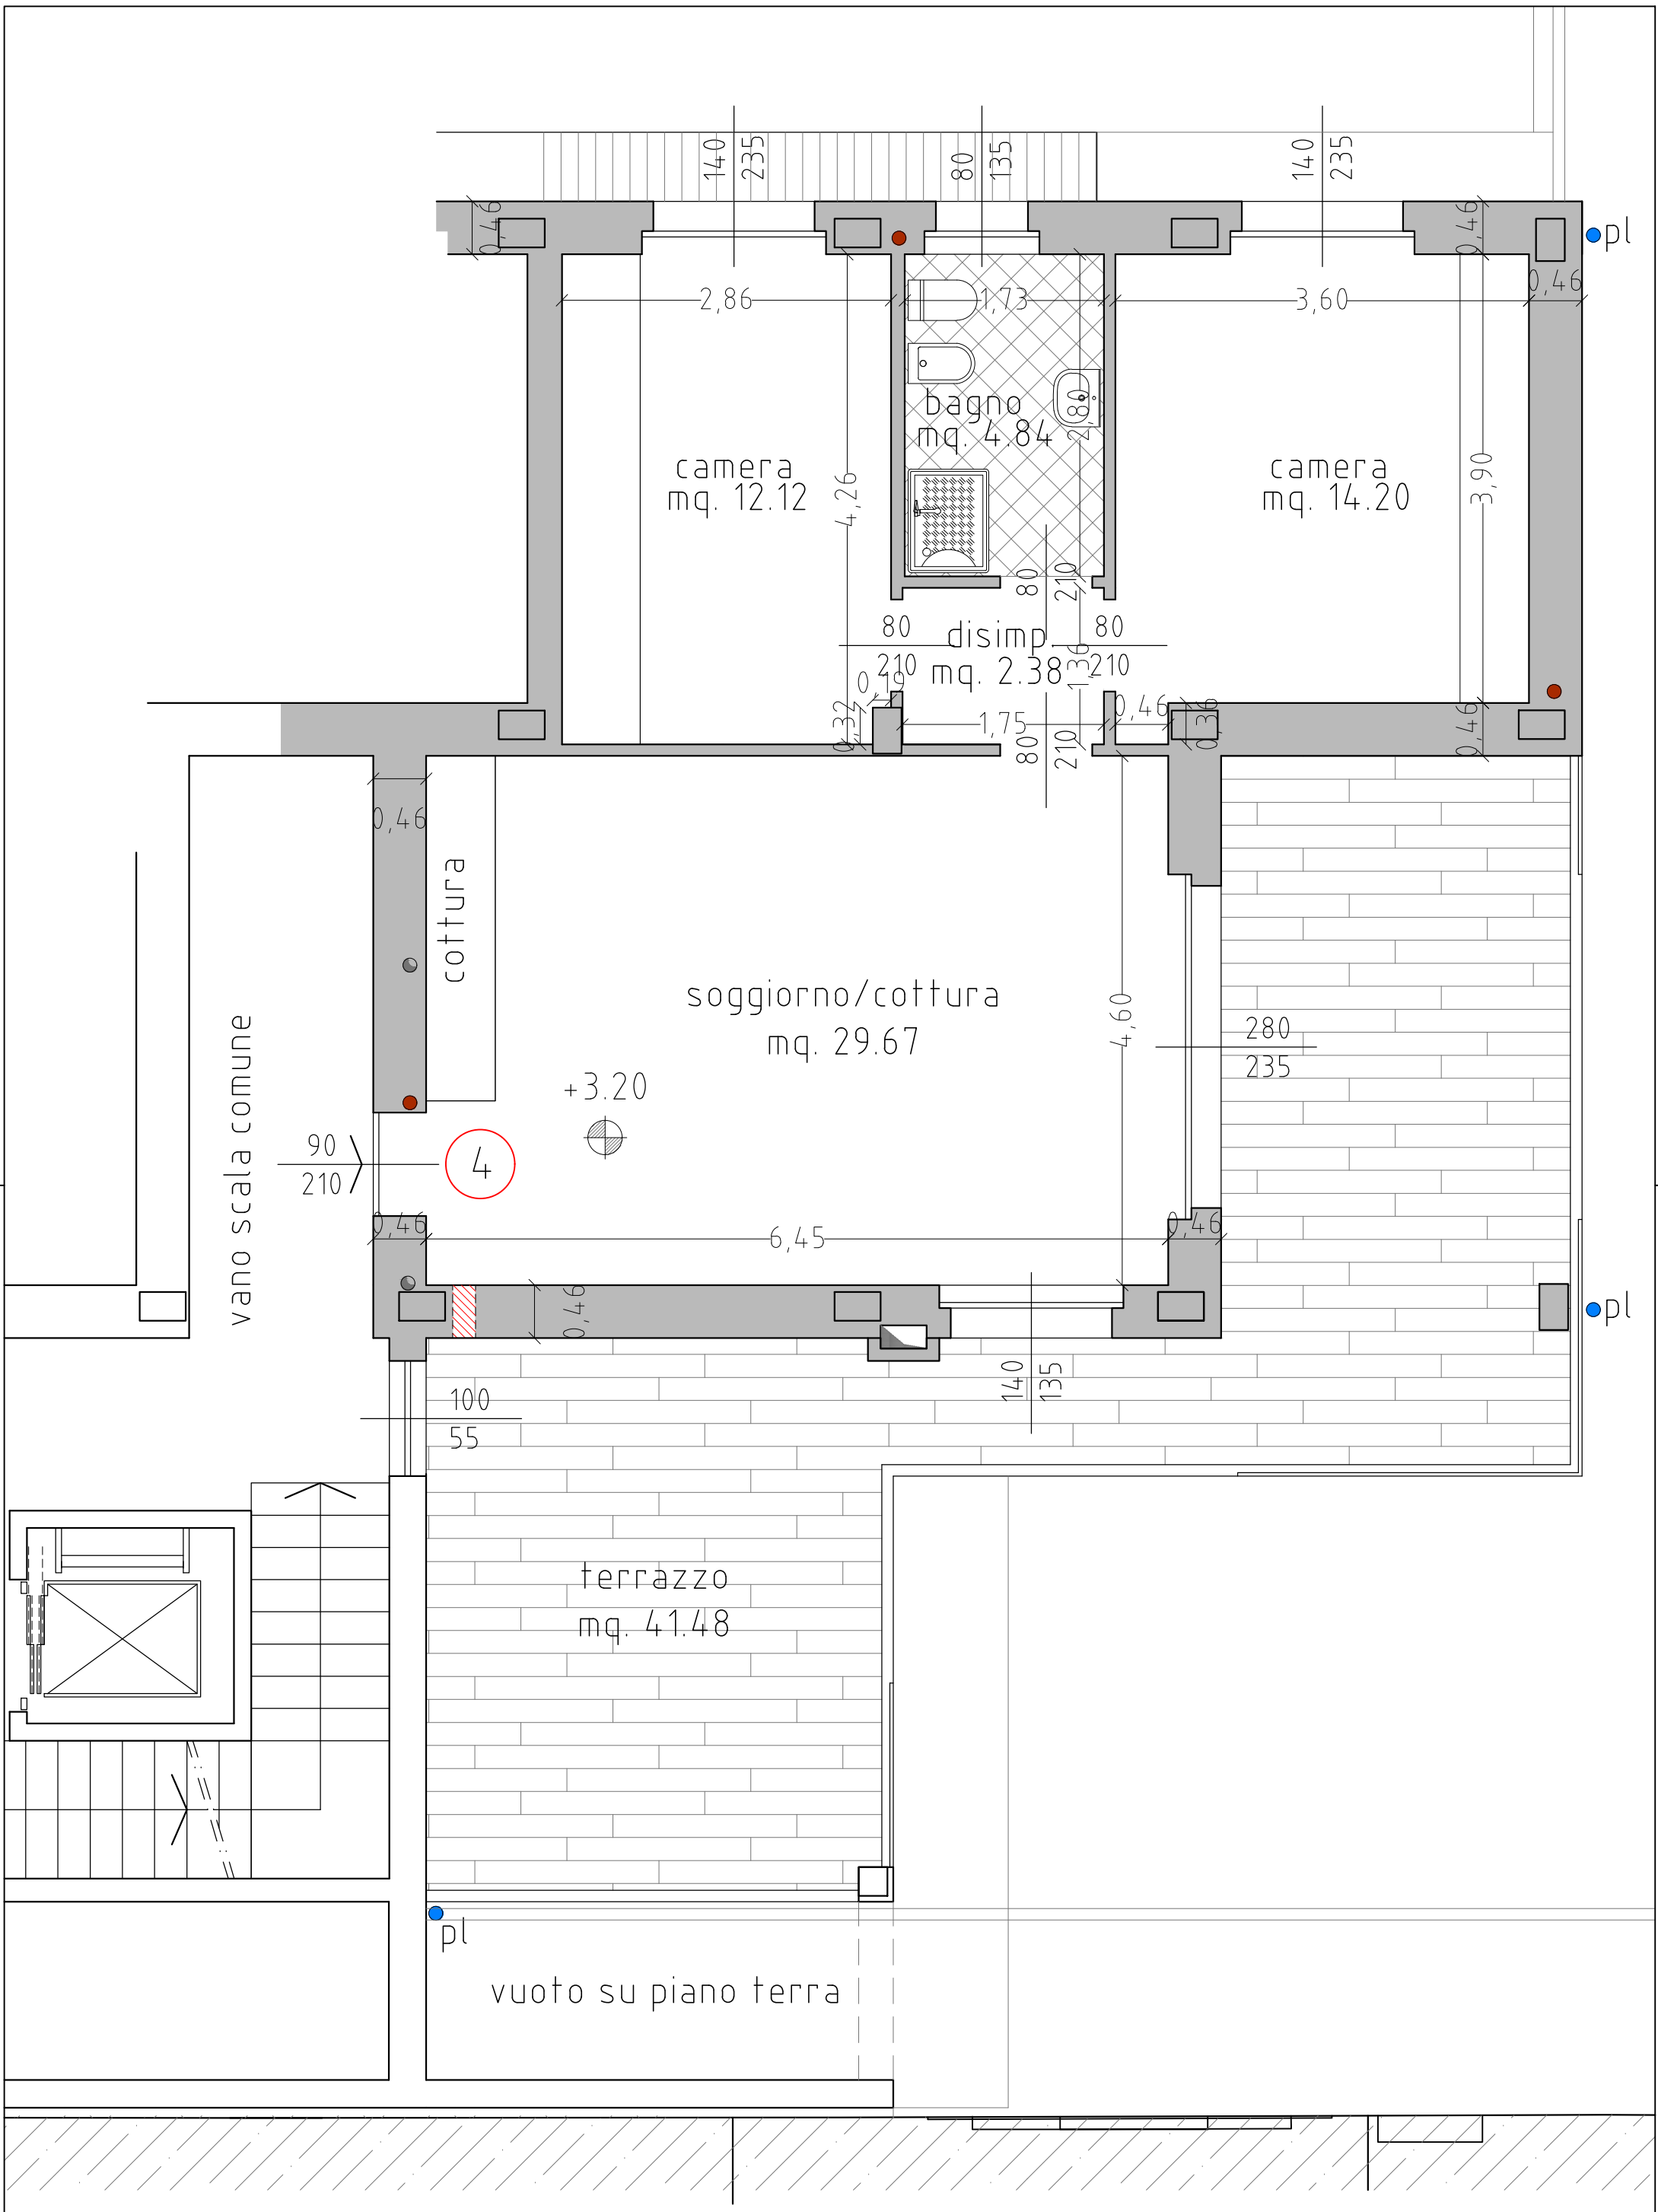 140
235
80
135
140
235
0,46
0,46
pl
0,46
2,86
1,73
3,60
bagno
mq. 4.84
2,80
camera
mq. 12.12
4,26
camera
mq. 14.20
3,90
80
210
80
210
disimp.
mq. 2.38
80
210
1,36
0,19
0,32
1,75
0,46
0,36
0,46
80
210
0,46
cottura
soggiorno/cottura
mq. 29.67
4,60
280
235
+3.20
vano scala comune
90
210
4
0,46
6,45
0,46
0,46
pl
140
135
100
55
terrazzo
mq. 41.48
pl
vuoto su piano terra